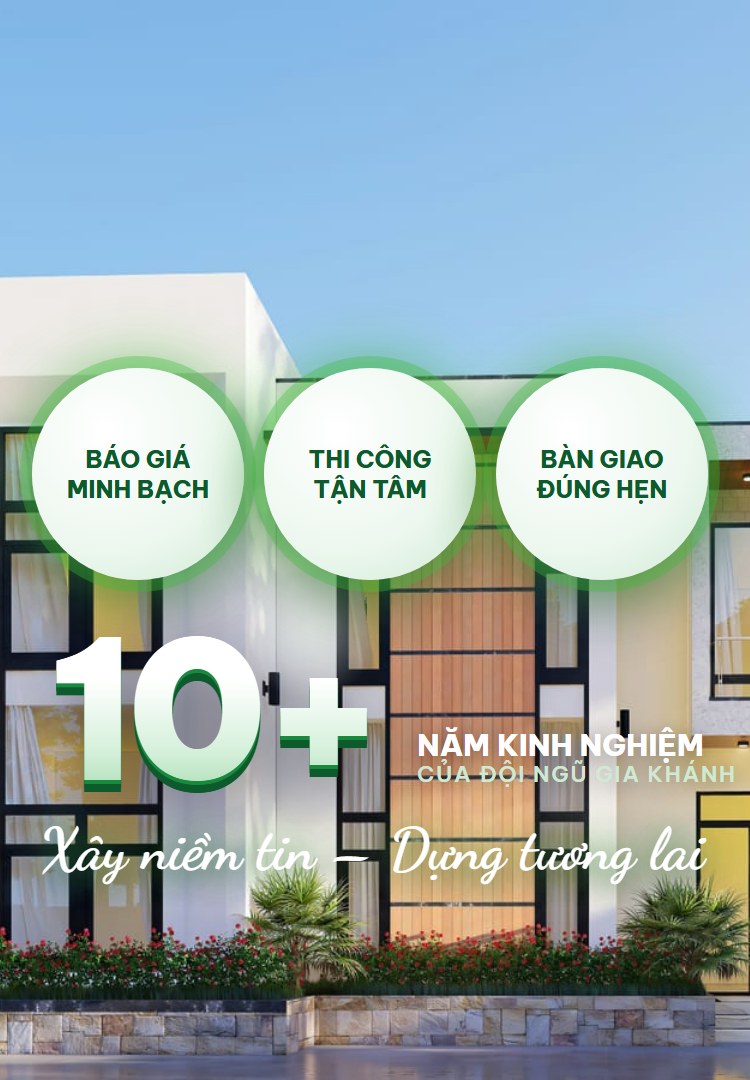 BÁO GIÁ
MINH BẠCH
THI CÔNG
TẬN TÂM
BÀN GIAO
ĐÚNG HẸN
10+
NĂM KINH NGHIỆM
CỦA ĐỘI NGŨ GIA KHÁNH
Xây niềm tin – Dựng tương lai